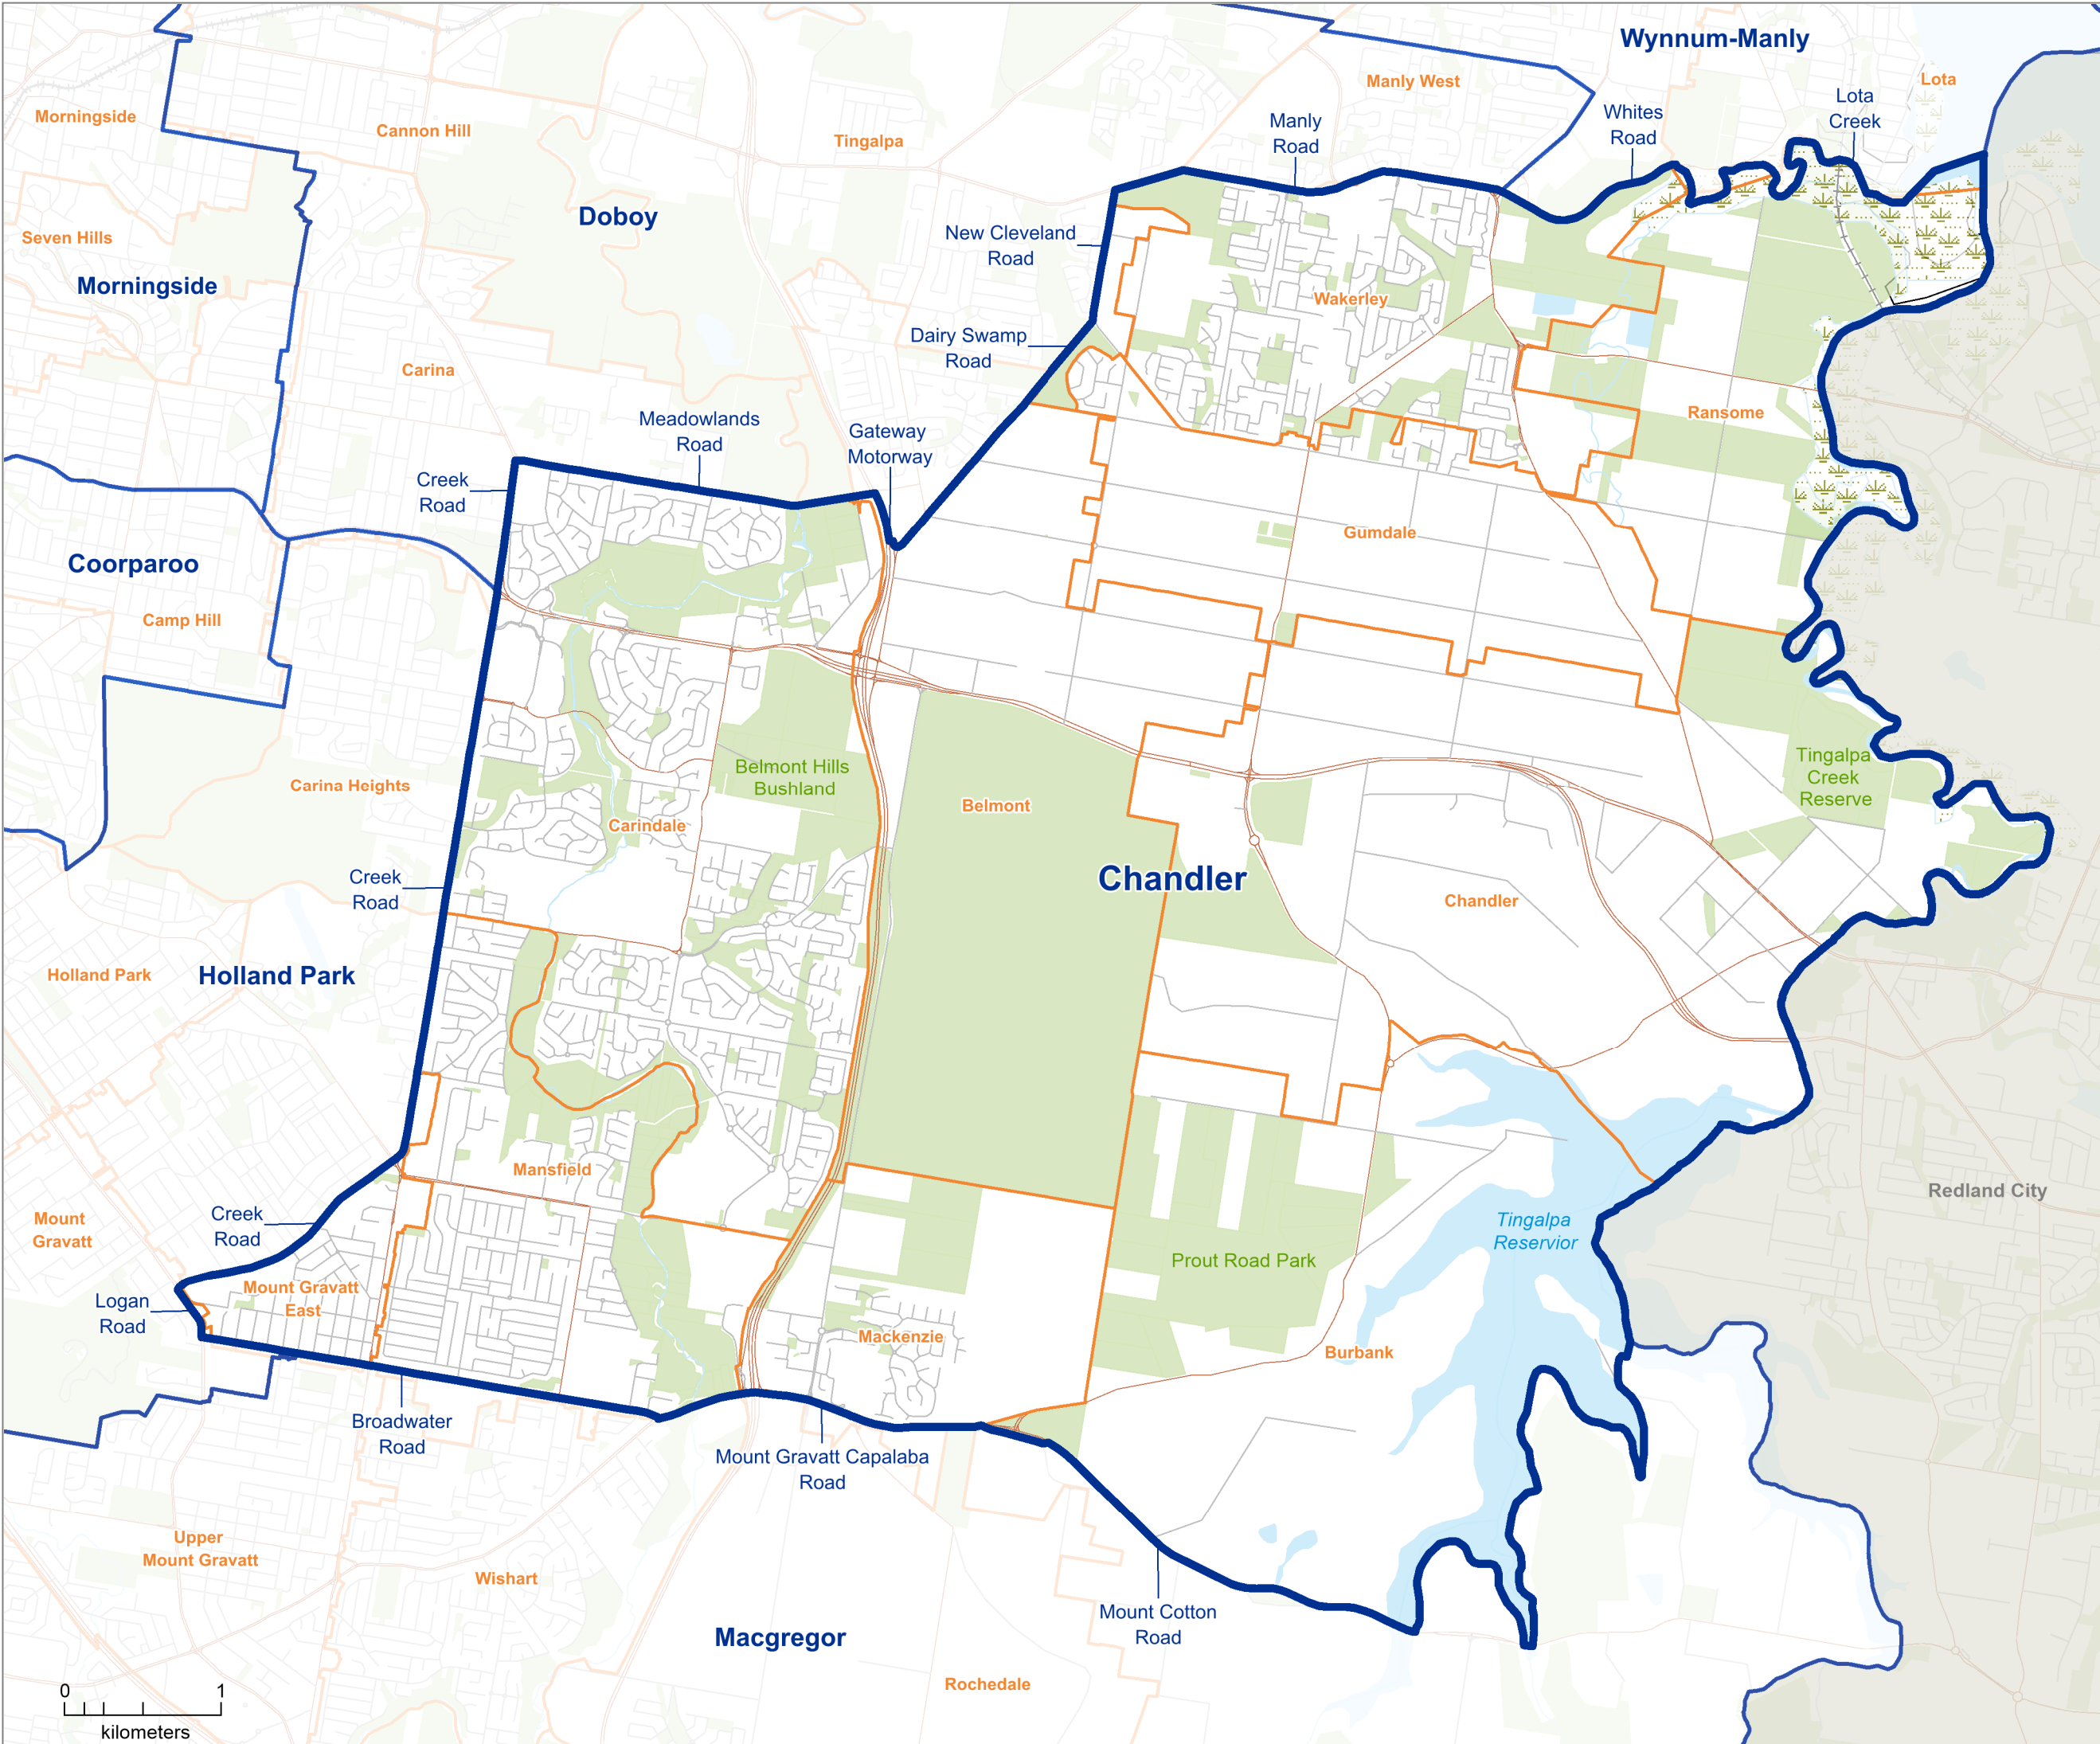 Wynnum-Manly
Manly West
Lota
Lota
Creek
Whites
Road
Manly
Road
Morningside
Cannon Hill
Tingalpa
Doboy
Seven Hills
Morningside
New Cleveland
Road
Wakerley
Dairy Swamp
Road
Carina
Ransome
Meadowlands
Road
Gateway
Motorway
Creek
Road
Gumdale
Coorparoo
Camp Hill
Belmont Hills
Bushland
Tingalpa
Creek
Reserve
Carina Heights
Belmont
Carindale
Chandler
Creek
Road
Chandler
Holland Park
Holland Park
Mansfield
Redland City
Mount
Gravatt
Creek
Road
Tingalpa
Reservior
Prout Road Park
Mount Gravatt
East
Logan
Road
Mackenzie
Burbank
Broadwater
Road
Mount Gravatt Capalaba
Road
Upper
Mount Gravatt
Wishart
Mount Cotton
Road
Macgregor
Rochedale
0 1
kilometers